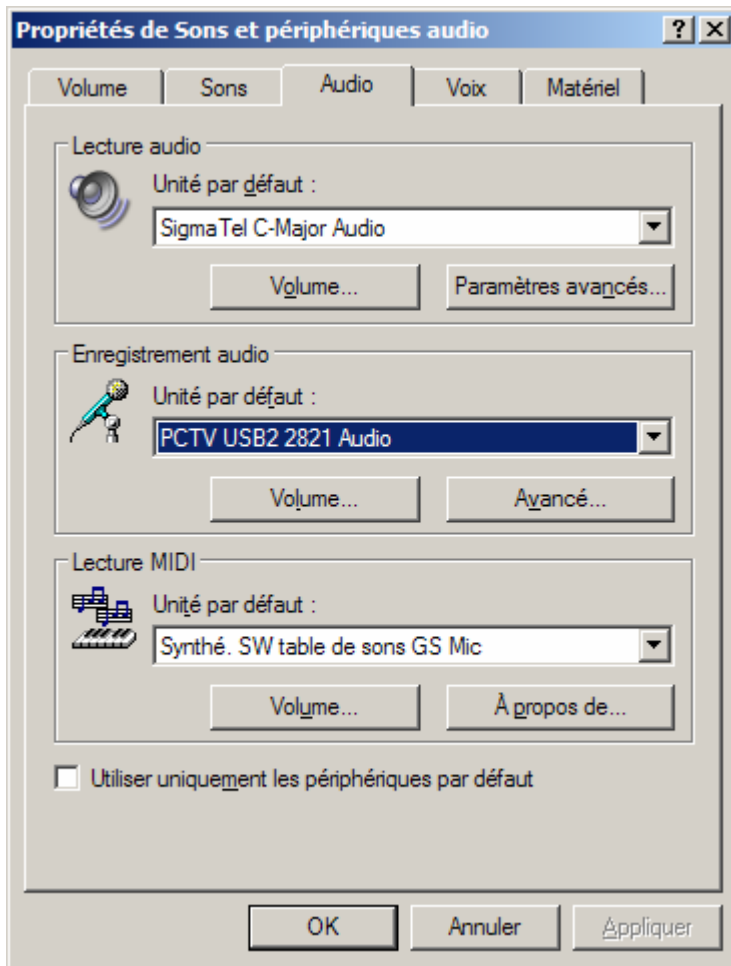 Propriétés de Sons et périphériques audio
Volume Sons Audio Voix Matériel
Lecture audio
Unité par défaut :
SigmaTel C-Major Audio
Volume... Paramètres avancés...
Enregistrement audio
Unité par défaut :
PCTV USB2 2821 Audio
Volume... Avancé...
Lecture MIDI
Unité par défaut :
Synthé. SW table de sons GS Mic
Volume... À propos de...
Utiliser uniquement les périphériques par défaut
OK Annuler Appliquer